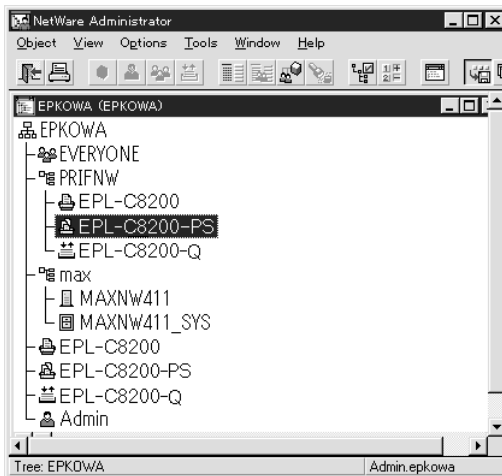 NetWare Administrator
Object View Options Tools Window Help
EPKOWA (EPKOWA)
EPKOWA
EVERYONE
PRIFNW
EPL-C8200
EPL-C8200-PS
EPL-C8200-Q
max
MAXNW411
MAXNW411_SYS
EPL-C8200
EPL-C8200-PS
EPL-C8200-Q
Admin
Tree: EPKOWA Admin.epkowa